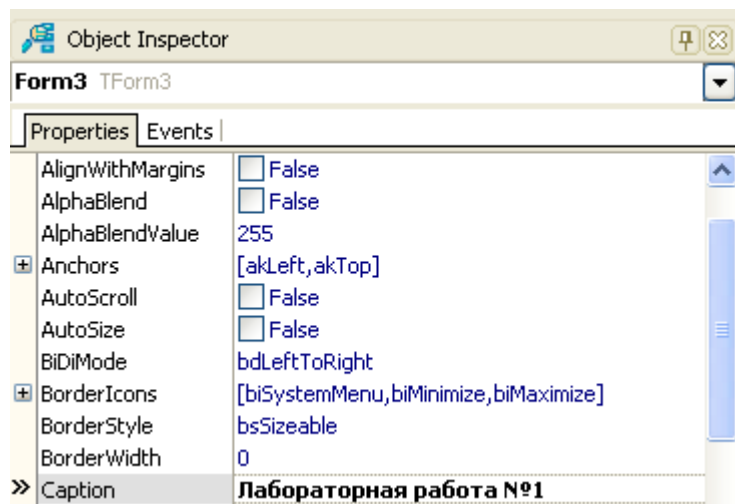 Object Inspector
Form3 TForm3
Properties Events
AlignWithMargins False
AlphaBlend False
AlphaBlendValue 255
Anchors [akLeft,akTop]
AutoScroll False
AutoSize False
BiDiMode bdLeftToRight
BorderIcons [biSystemMenu,biMinimize,biMaximize]
BorderStyle bsSizeable
BorderWidth 0
Caption Лабораторная работа №1